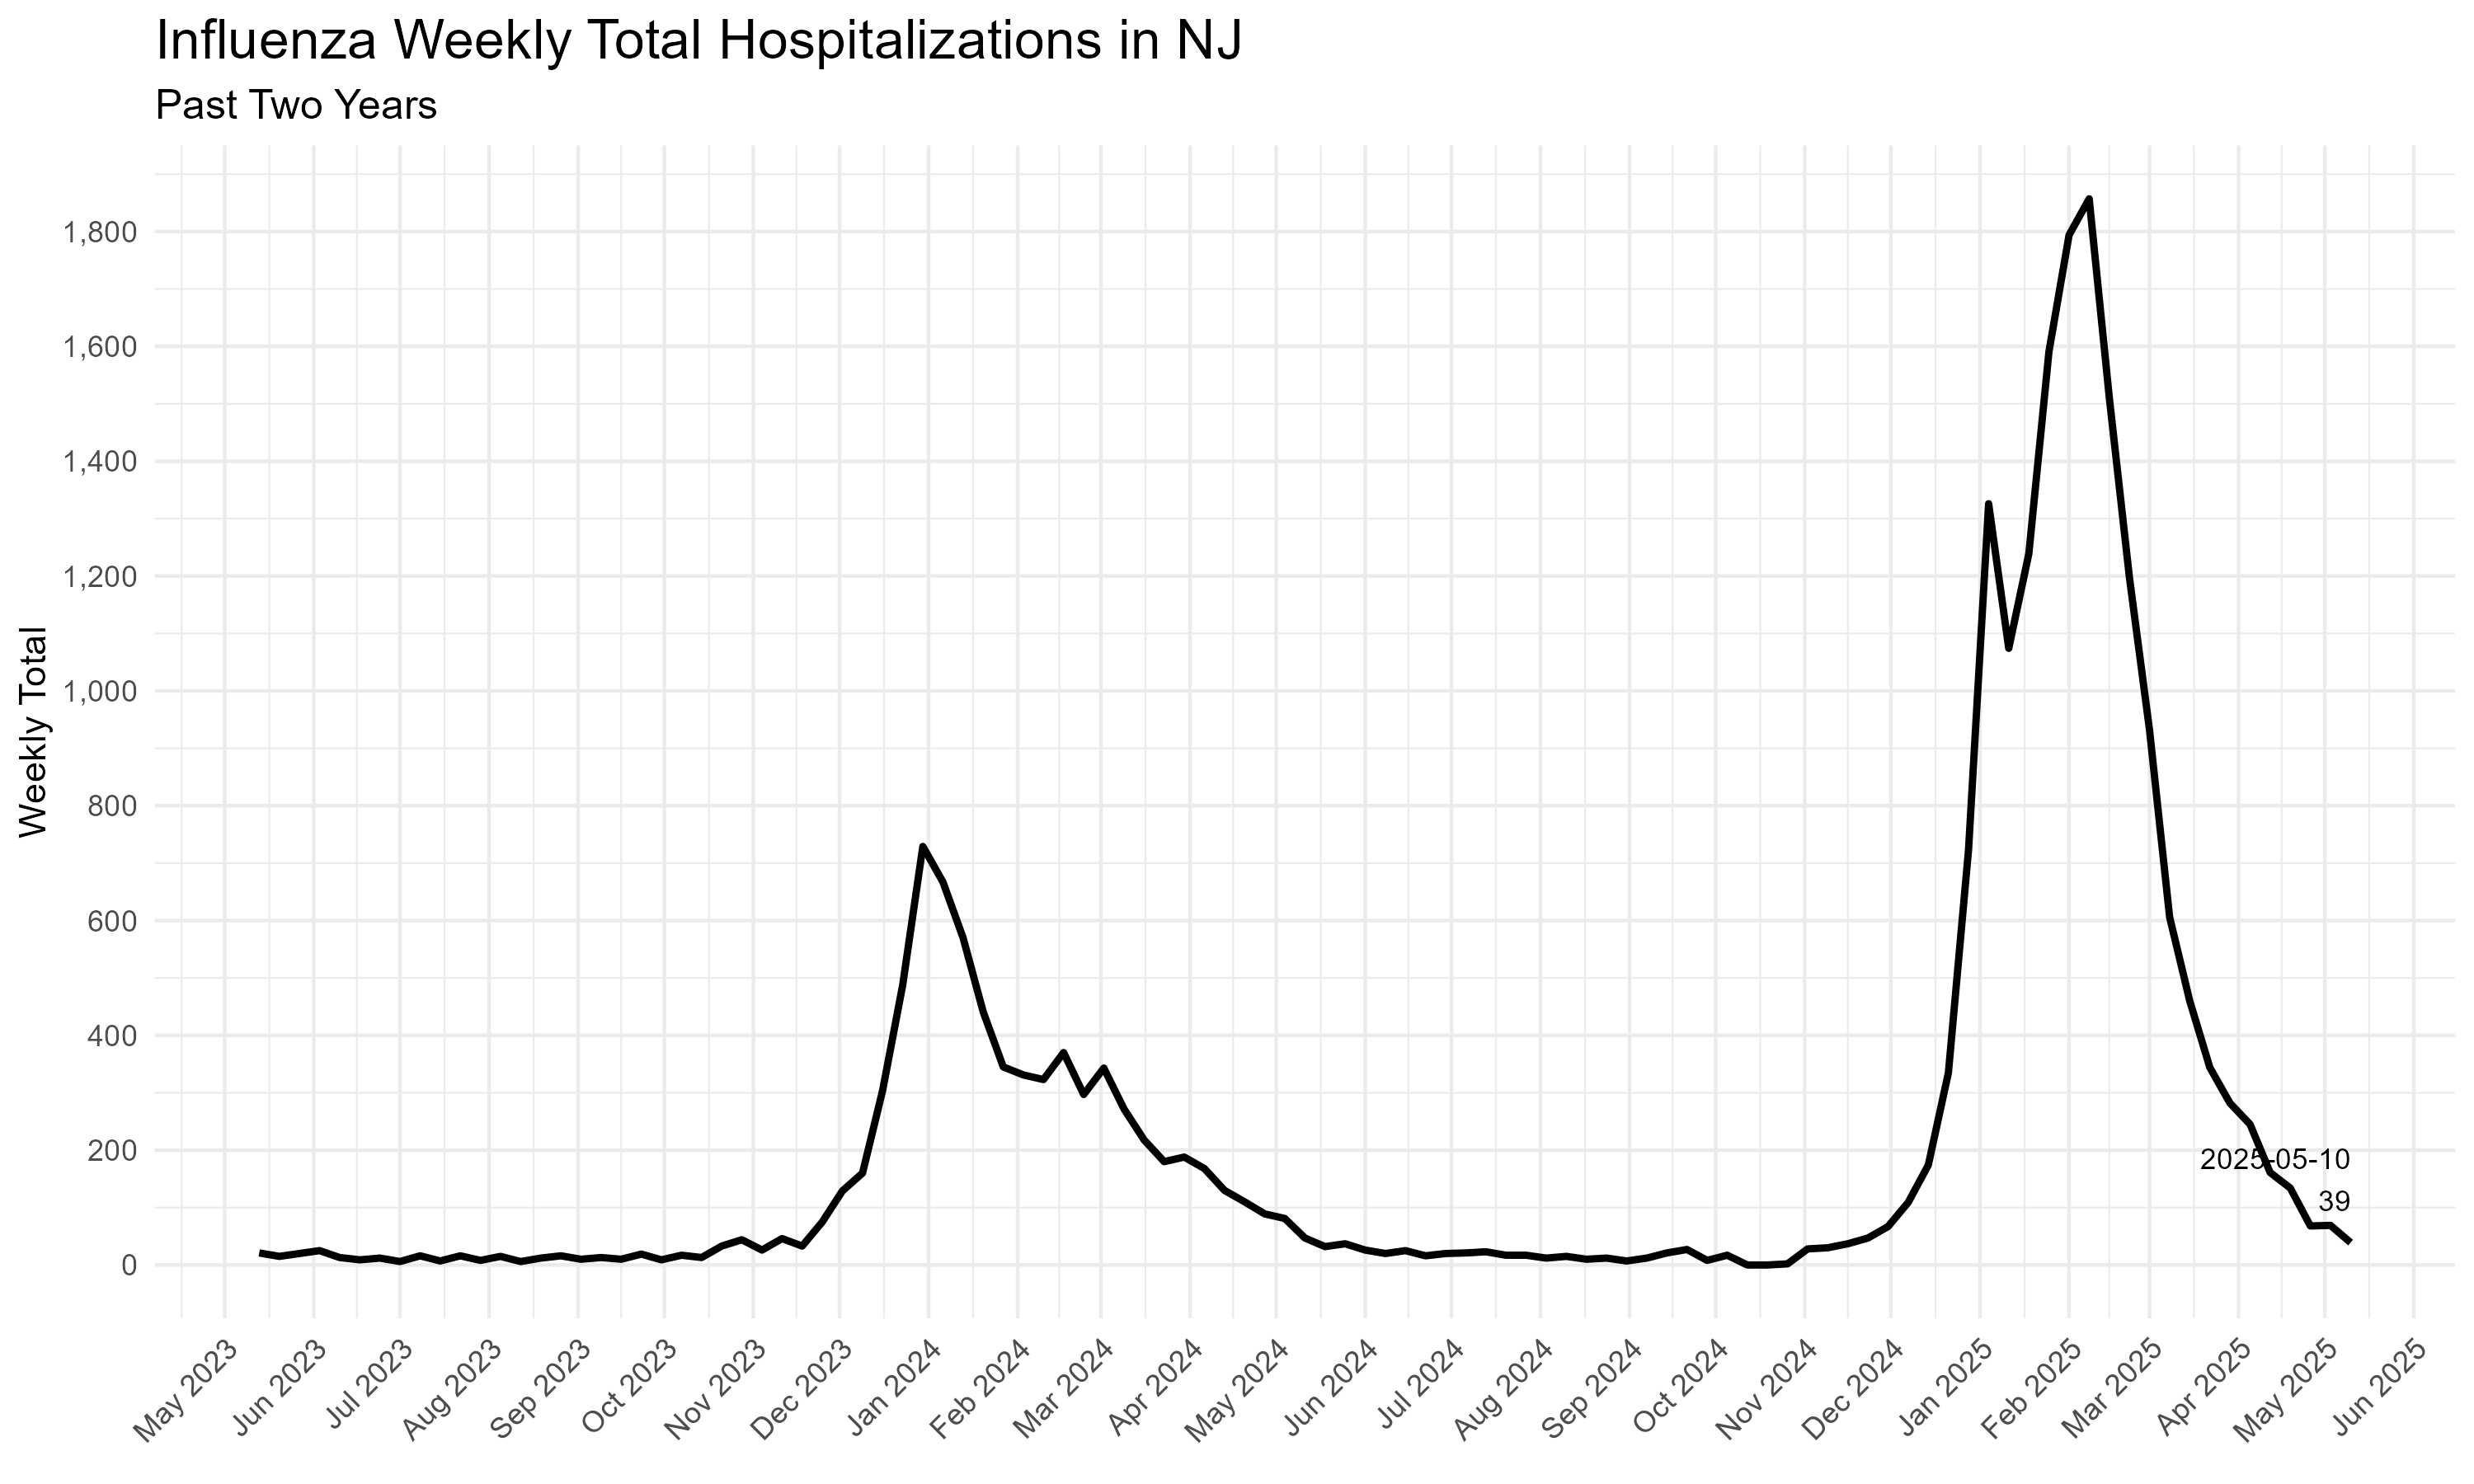 Influenza Weekly Total Hospitalizations in NJ
Past Two Years
Weekly Total
1,800
1,600
1,400
1,200
1,000
800
600
400
200
0
2025-05-10
39
May 2023
Jun 2023
Jul 2023
Aug 2023
Sep 2023
Oct 2023
Nov 2023
Dec 2023
Jan 2024
Feb 2024
Mar 2024
Apr 2024
May 2024
Jun 2024
Jul 2024
Aug 2024
Sep 2024
Oct 2024
Nov 2024
Dec 2024
Jan 2025
Feb 2025
Mar 2025
Apr 2025
May 2025
Jun 2025